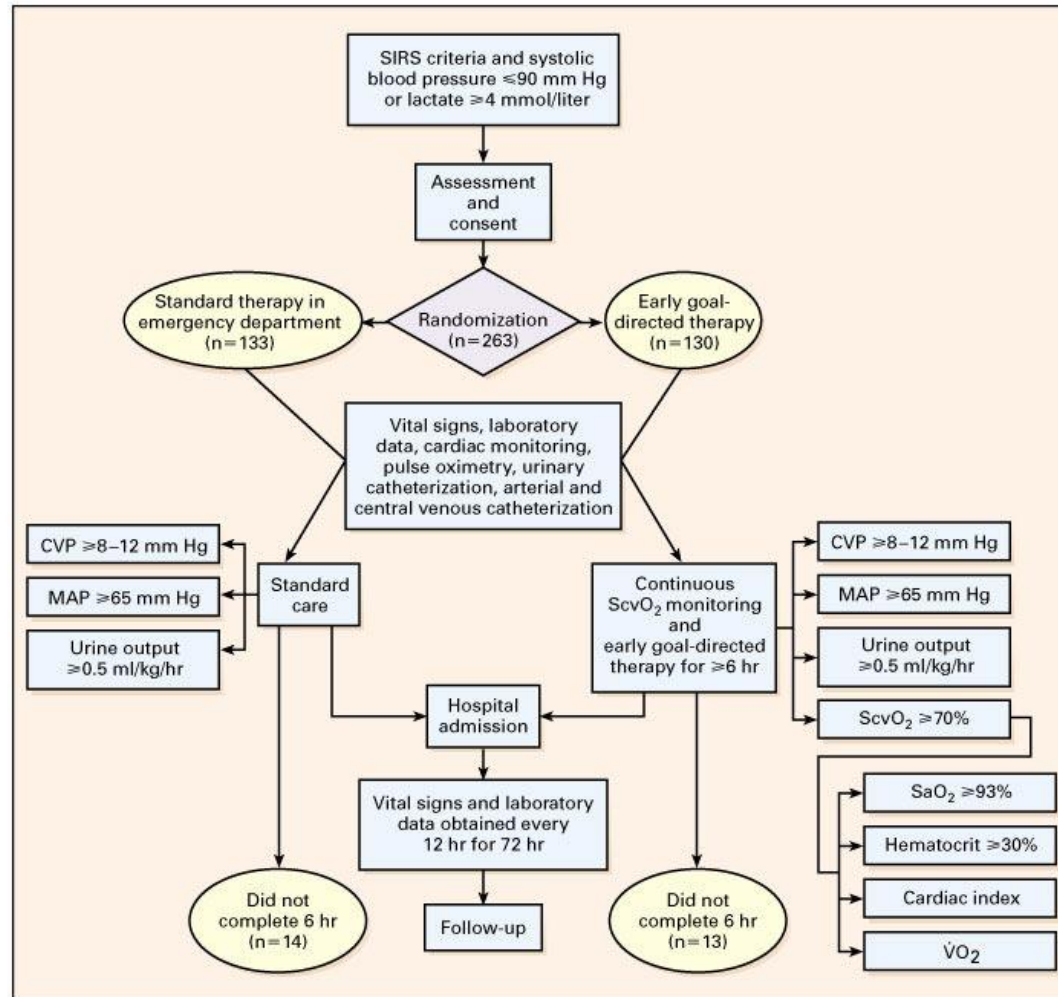 SIRS criteria and systolic
blood pressure ≤90 mm Hg
or lactate ≥4 mmol/liter
Assessment
and
consent
Standard therapy in
emergency department
(n=133)
Randomization
(n=263)
Early goal-
directed therapy
(n=130)
Vital signs, laboratory
data, cardiac monitoring,
pulse oximetry, urinary
catheterization, arterial and
central venous catheterization
CVP ≥8–12 mm Hg
MAP ≥65 mm Hg
Urine output
≥0.5 ml/kg/hr
Standard
care
Continuous
ScvO₂ monitoring
and
early goal-directed
therapy for ≥6 hr
CVP ≥8–12 mm Hg
MAP ≥65 mm Hg
Urine output
≥0.5 ml/kg/hr
ScvO₂ ≥70%
Hospital
admission
Vital signs and laboratory
data obtained every
12 hr for 72 hr
SaO₂ ≥93%
Hematocrit ≥30%
Cardiac index
V̇O₂
Did not
complete 6 hr
(n=14)
Follow-up
Did not
complete 6 hr
(n=13)